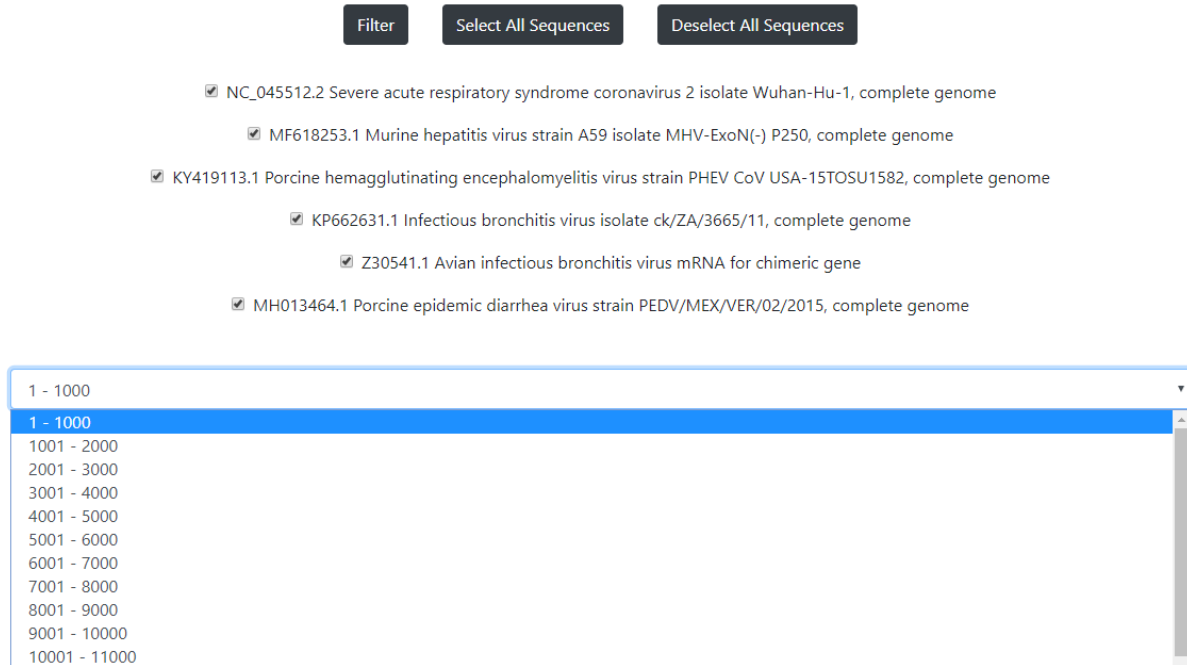 Filter Select All Sequences Deselect All Sequences
NC_045512.2 Severe acute respiratory syndrome coronavirus 2 isolate Wuhan-Hu-1, complete genome
MF618253.1 Murine hepatitis virus strain A59 isolate MHV-ExoN(-) P250, complete genome
KY419113.1 Porcine hemagglutinating encephalomyelitis virus strain PHEV CoV USA-15TOSU1582, complete genome
KP662631.1 Infectious bronchitis virus isolate ck/ZA/3665/11, complete genome
Z30541.1 Avian infectious bronchitis virus mRNA for chimeric gene
MH013464.1 Porcine epidemic diarrhea virus strain PEDV/MEX/VER/02/2015, complete genome
1 - 1000
1 - 1000
1001 - 2000
2001 - 3000
3001 - 4000
4001 - 5000
5001 - 6000
6001 - 7000
7001 - 8000
8001 - 9000
9001 - 10000
10001 - 11000